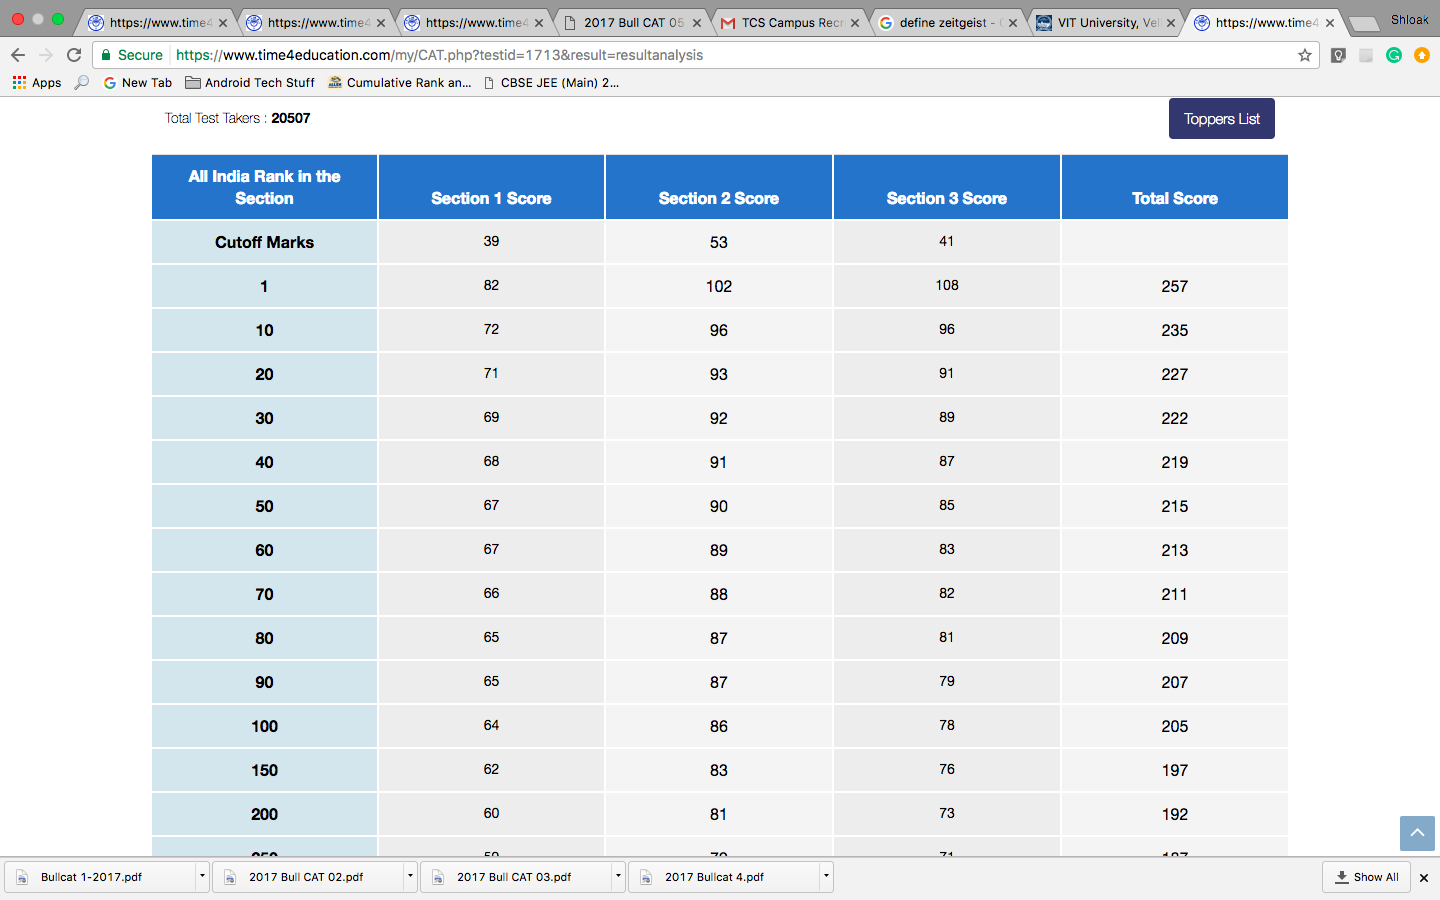 https://www.time4
https://www.time4
https://www.time4
2017 Bull CAT 05
TCS Campus Recr
define zeitgeist -
VIT University, Vel
https://www.time4
Shloak
Secure
https://www.time4education.com/my/CAT.php?testid=1713&result=resultanalysis
Apps
New Tab
Android Tech Stuff
Cumulative Rank an...
CBSE JEE (Main) 2...
Total Test Takers : 20507
Toppers List
All India Rank in the
Section
Section 1 Score
Section 2 Score
Section 3 Score
Total Score
Cutoff Marks 39 53 41
1 82 102 108 257
10 72 96 96 235
20 71 93 91 227
30 69 92 89 222
40 68 91 87 219
50 67 90 85 215
60 67 89 83 213
70 66 88 82 211
80 65 87 81 209
90 65 87 79 207
100 64 86 78 205
150 62 83 76 197
200 60 81 73 192
Bullcat 1-2017.pdf
2017 Bull CAT 02.pdf
2017 Bull CAT 03.pdf
2017 Bullcat 4.pdf
Show All